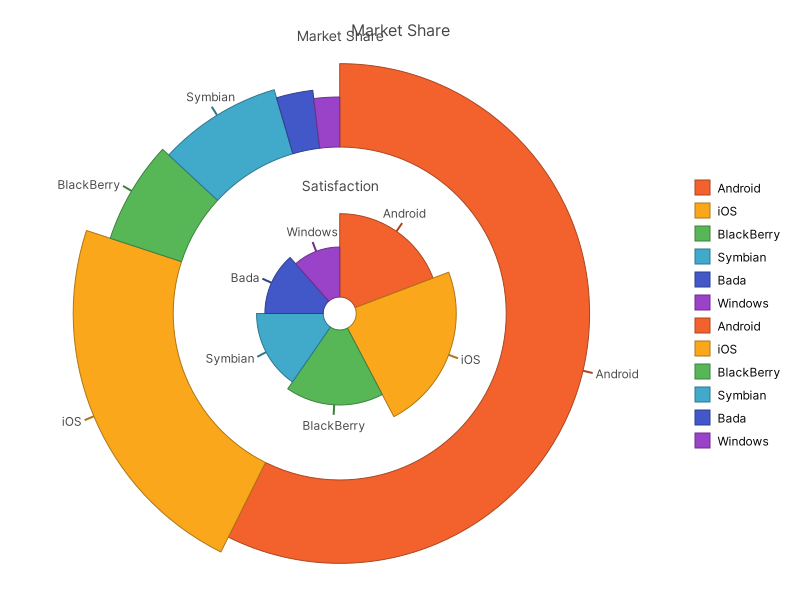 Market Share
Market Share
Symbian
BlackBerry
iOS
Android
Satisfaction
Android
Windows
Bada
iOS
Symbian
BlackBerry
Android
iOS
BlackBerry
Symbian
Bada
Windows
Android
iOS
BlackBerry
Symbian
Bada
Windows